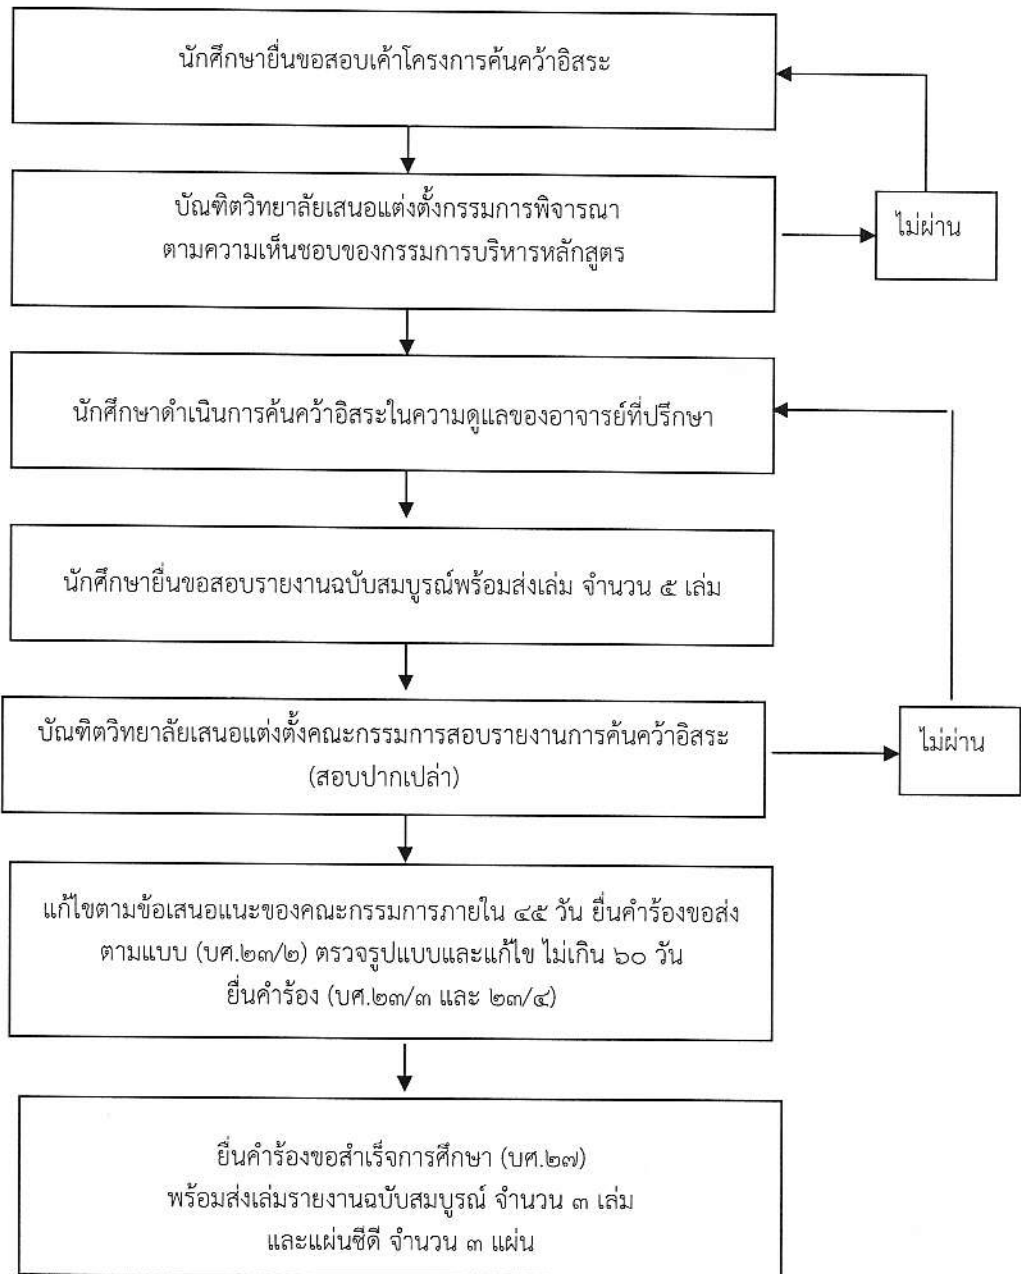 นักศึกษายื่นขอสอบเค้าโครงการค้นคว้าอิสระ
บัณฑิตวิทยาลัยเสนอแต่งตั้งกรรมการพิจารณา
ตามความเห็นชอบของกรรมการบริหารหลักสูตร
ไม่ผ่าน
นักศึกษาดำเนินการค้นคว้าอิสระในความดูแลของอาจารย์ที่ปรึกษา
นักศึกษายื่นขอสอบรายงานฉบับสมบูรณ์พร้อมส่งเล่ม จำนวน ๕ เล่ม
บัณฑิตวิทยาลัยเสนอแต่งตั้งคณะกรรมการสอบรายงานการค้นคว้าอิสระ
(สอบปากเปล่า)
ไม่ผ่าน
แก้ไขตามข้อเสนอแนะของคณะกรรมการภายใน ๔๕ วัน ยื่นคำร้องขอส่ง
ตามแบบ (บศ.๒๓/๒) ตรวจรูปแบบและแก้ไข ไม่เกิน ๖๐ วัน
ยื่นคำร้อง (บศ.๒๓/๓ และ ๒๓/๔)
ยื่นคำร้องขอสำเร็จการศึกษา (บศ.๒๗)
พร้อมส่งเล่มรายงานฉบับสมบูรณ์ จำนวน ๓ เล่ม
และแผ่นซีดี จำนวน ๓ แผ่น